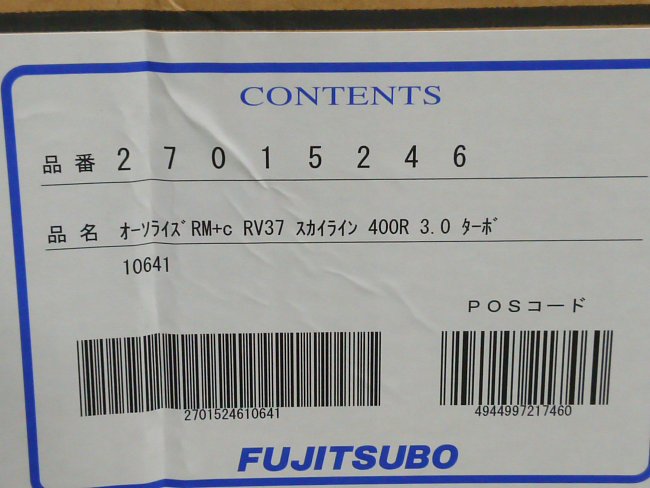 CONTENTS
品番 2 7 0 1 5 2 4 6
品名 ｵｰｿﾗｲｽﾞRM+c RV37 ｽｶｲﾗｲﾝ 400R 3.0 ﾀｰﾎﾞ
10641
POSコード
2701524610641
4944997217460
FUJITSUBO